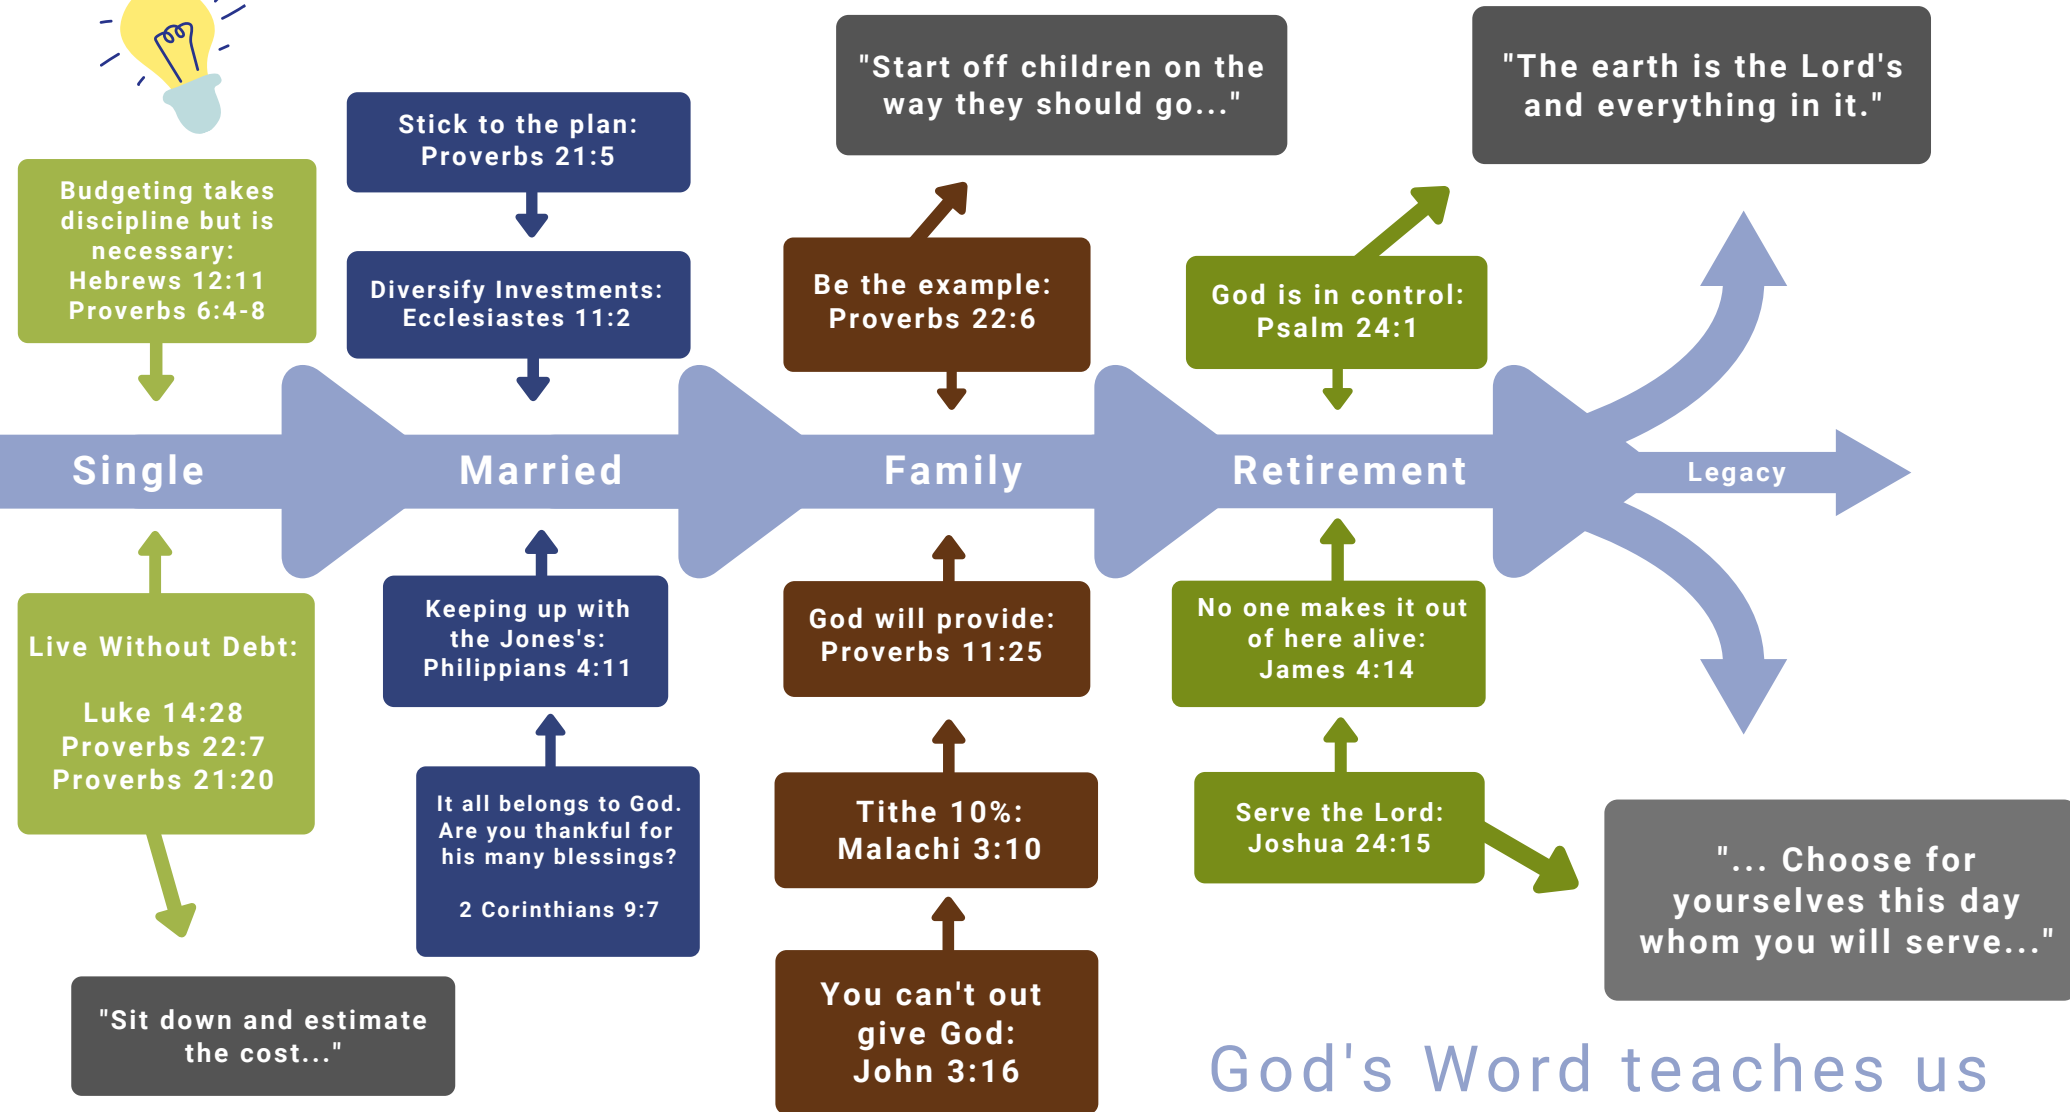 "Start off children on the
way they should go..."
"The earth is the Lord's
and everything in it."
Stick to the plan:
Proverbs 21:5
Budgeting takes
discipline but is
necessary:
Hebrews 12:11
Proverbs 6:4-8
Diversify Investments:
Ecclesiastes 11:2
Be the example:
Proverbs 22:6
God is in control:
Psalm 24:1
Single
Married
Family
Retirement
Legacy
Live Without Debt:
Luke 14:28
Proverbs 22:7
Proverbs 21:20
Keeping up with
the Jones's:
Philippians 4:11
God will provide:
Proverbs 11:25
No one makes it out
of here alive:
James 4:14
It all belongs to God.
Are you thankful for
his many blessings?
2 Corinthians 9:7
Tithe 10%:
Malachi 3:10
Serve the Lord:
Joshua 24:15
"... Choose for
yourselves this day
whom you will serve..."
"Sit down and estimate
the cost..."
You can't out
give God:
John 3:16
God's Word teaches us